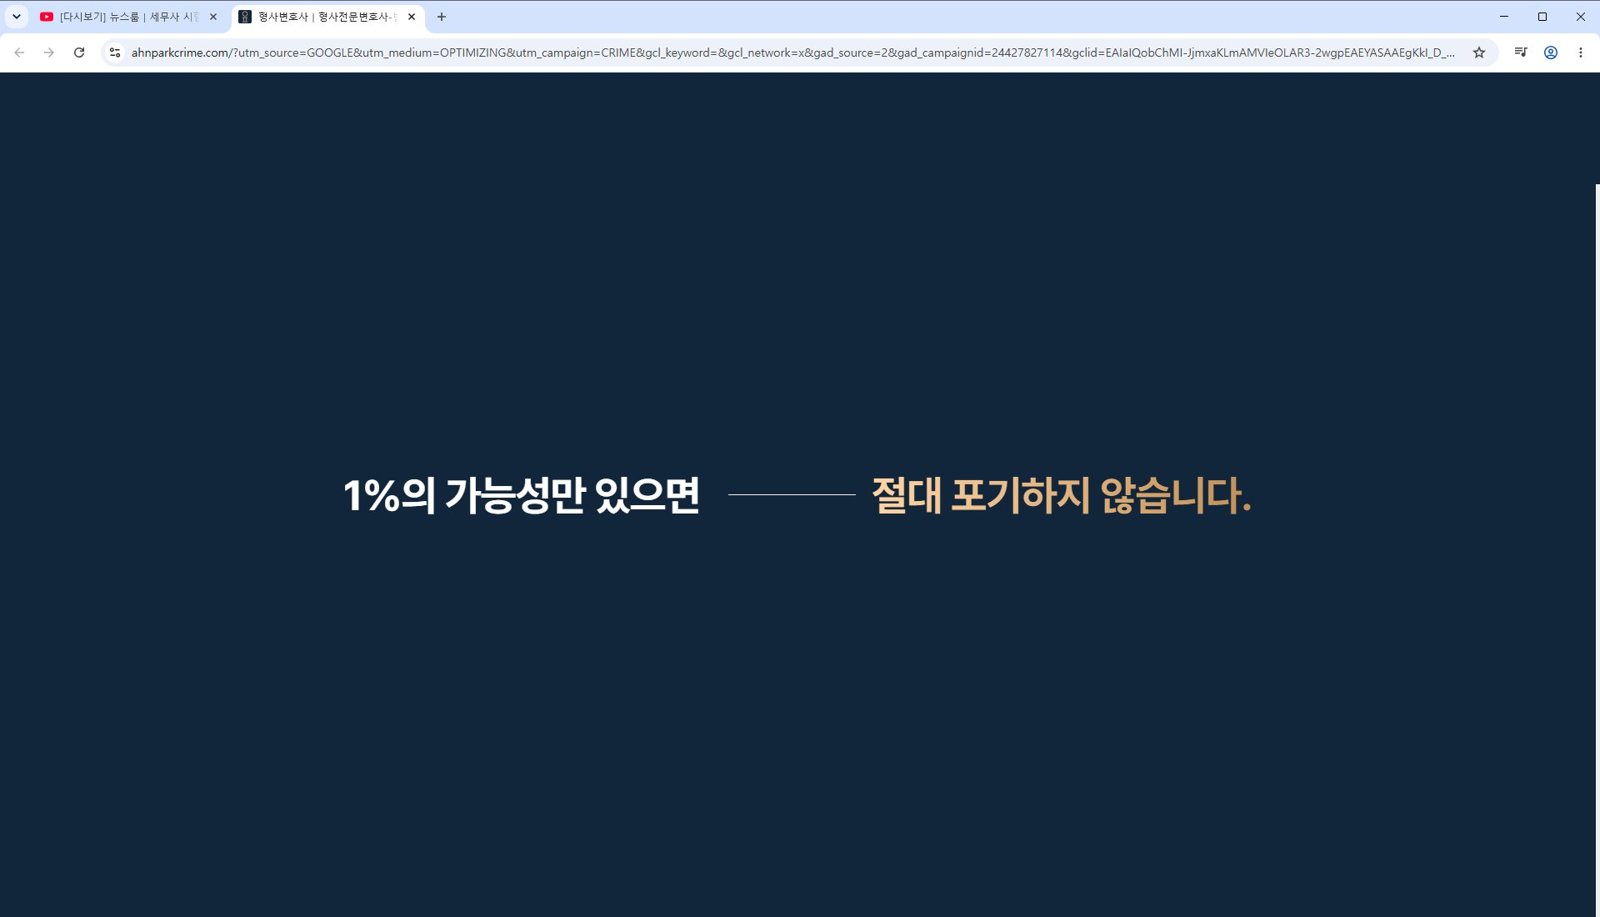 [다시보기] 뉴스룸 | 세무사
형사변호사 | 형사전문변호사-
ahnparkcrime.com/?utm_source=GOOGLE&utm_medium=OPTIMIZING&utm_campaign=CRIME&gcl_keyword=&gcl_network=x&gad_source=2&gad_campaignid=24427827114&gclid=EAIaIQobChMI-JjmxaKLmAMVIeOLAR3-2wgpEAEYASAAEgKkI_D_...
1%의 가능성만 있으면 절대 포기하지 않습니다.